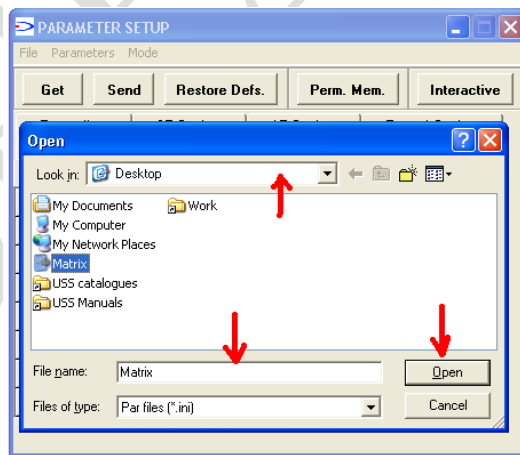 PARAMETER SETUP
File Parameters Mode
Get Send Restore Defs. Perm. Mem. Interactive
Open
Look in: Desktop
My Documents Work
My Computer
My Network Places
Matrix
USS catalogues
USS Manuals
File name: Matrix Open
Files of type: Par files (*.ini) Cancel